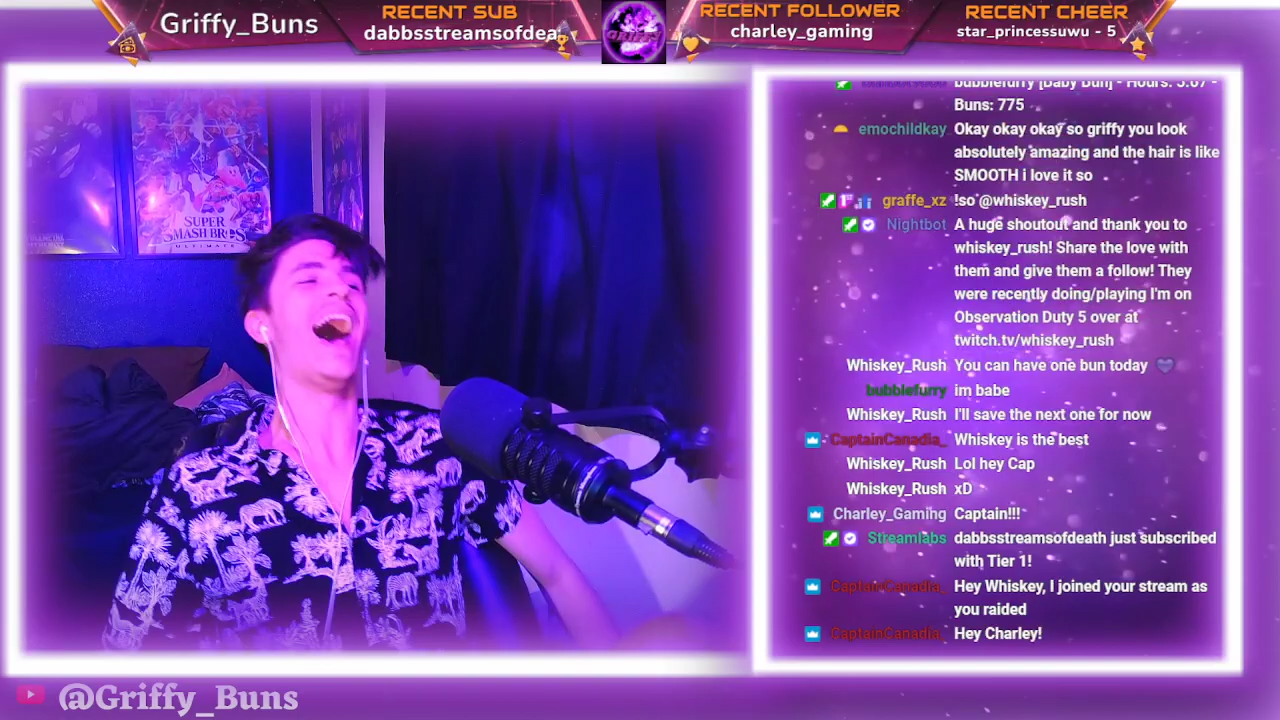 Griffy_Buns
RECENT SUB
dabbsstreamsofdea
RECENT FOLLOWER
charley_gaming
RECENT CHEER
star_princessuwu - 5
SUPER
SMASH BROS
ULTIMATE
bubblefurry [Baby Bun] - Hours: 5.67 -
Buns: 775
emochildkay Okay okay okay so griffy you look
absolutely amazing and the hair is like
SMOOTH i love it so
graffe_xz !so @whiskey_rush
Nightbot A huge shoutout and thank you to
whiskey_rush! Share the love with
them and give them a follow! They
were recently doing/playing I'm on
Observation Duty 5 over at
twitch.tv/whiskey_rush
Whiskey_Rush You can have one bun today
bubblefurry im babe
Whiskey_Rush I'll save the next one for now
CaptainCanadia_ Whiskey is the best
Whiskey_Rush Lol hey Cap
Whiskey_Rush xD
Charley_Gaming Captain!!!
Streamlabs dabbsstreamsofdeath just subscribed
with Tier 1!
CaptainCanadia_ Hey Whiskey, I joined your stream as
you raided
CaptainCanadia_ Hey Charley!
@Griffy_Buns